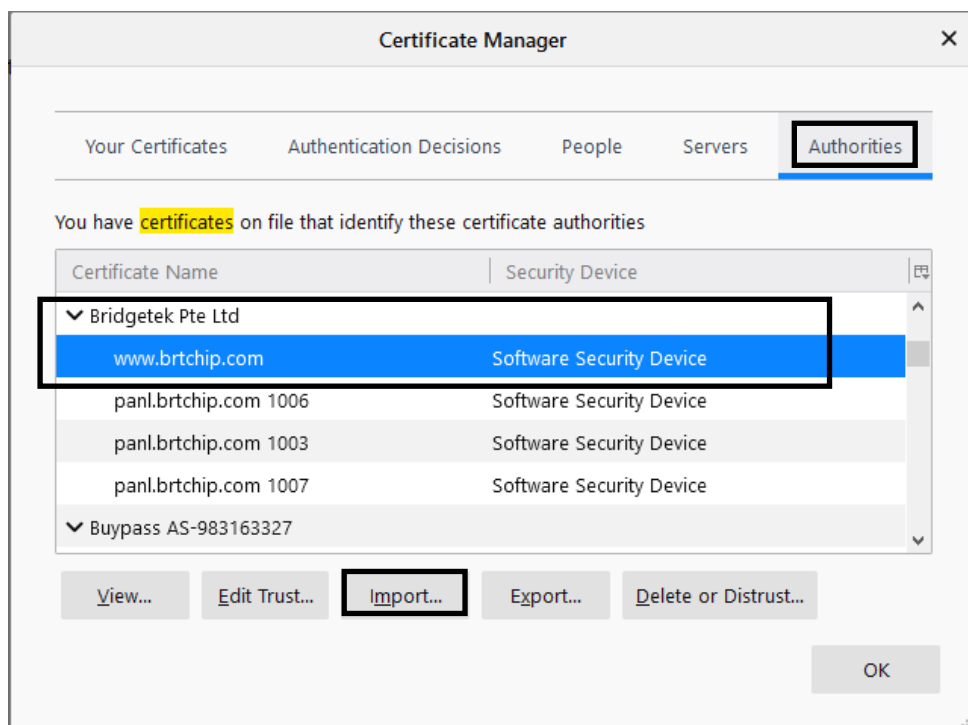 Certificate Manager
Your Certificates Authentication Decisions People Servers Authorities
You have certificates on file that identify these certificate authorities
Certificate Name Security Device
Bridgetek Pte Ltd
www.brtchip.com Software Security Device
panl.brtchip.com 1006 Software Security Device
panl.brtchip.com 1003 Software Security Device
panl.brtchip.com 1007 Software Security Device
Buypass AS-983163327
View... Edit Trust... Import... Export... Delete or Distrust...
OK